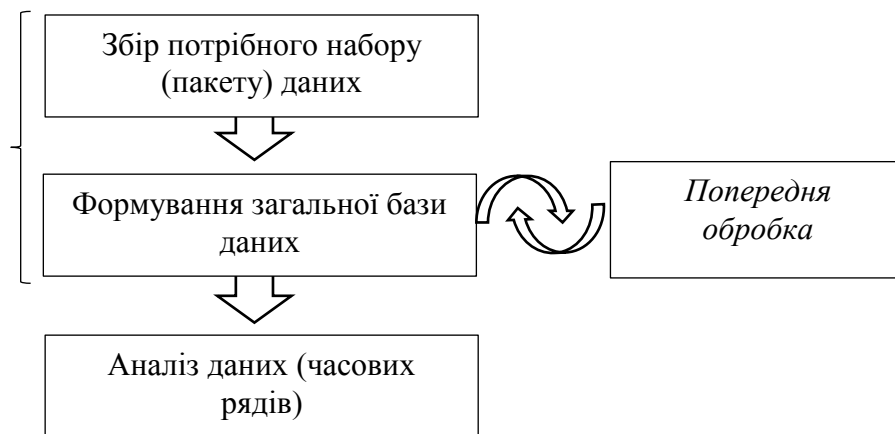 Збір потрібного набору
(пакету) даних
Формування загальної бази
даних
Попередня
обробка
Аналіз даних (часових
рядів)